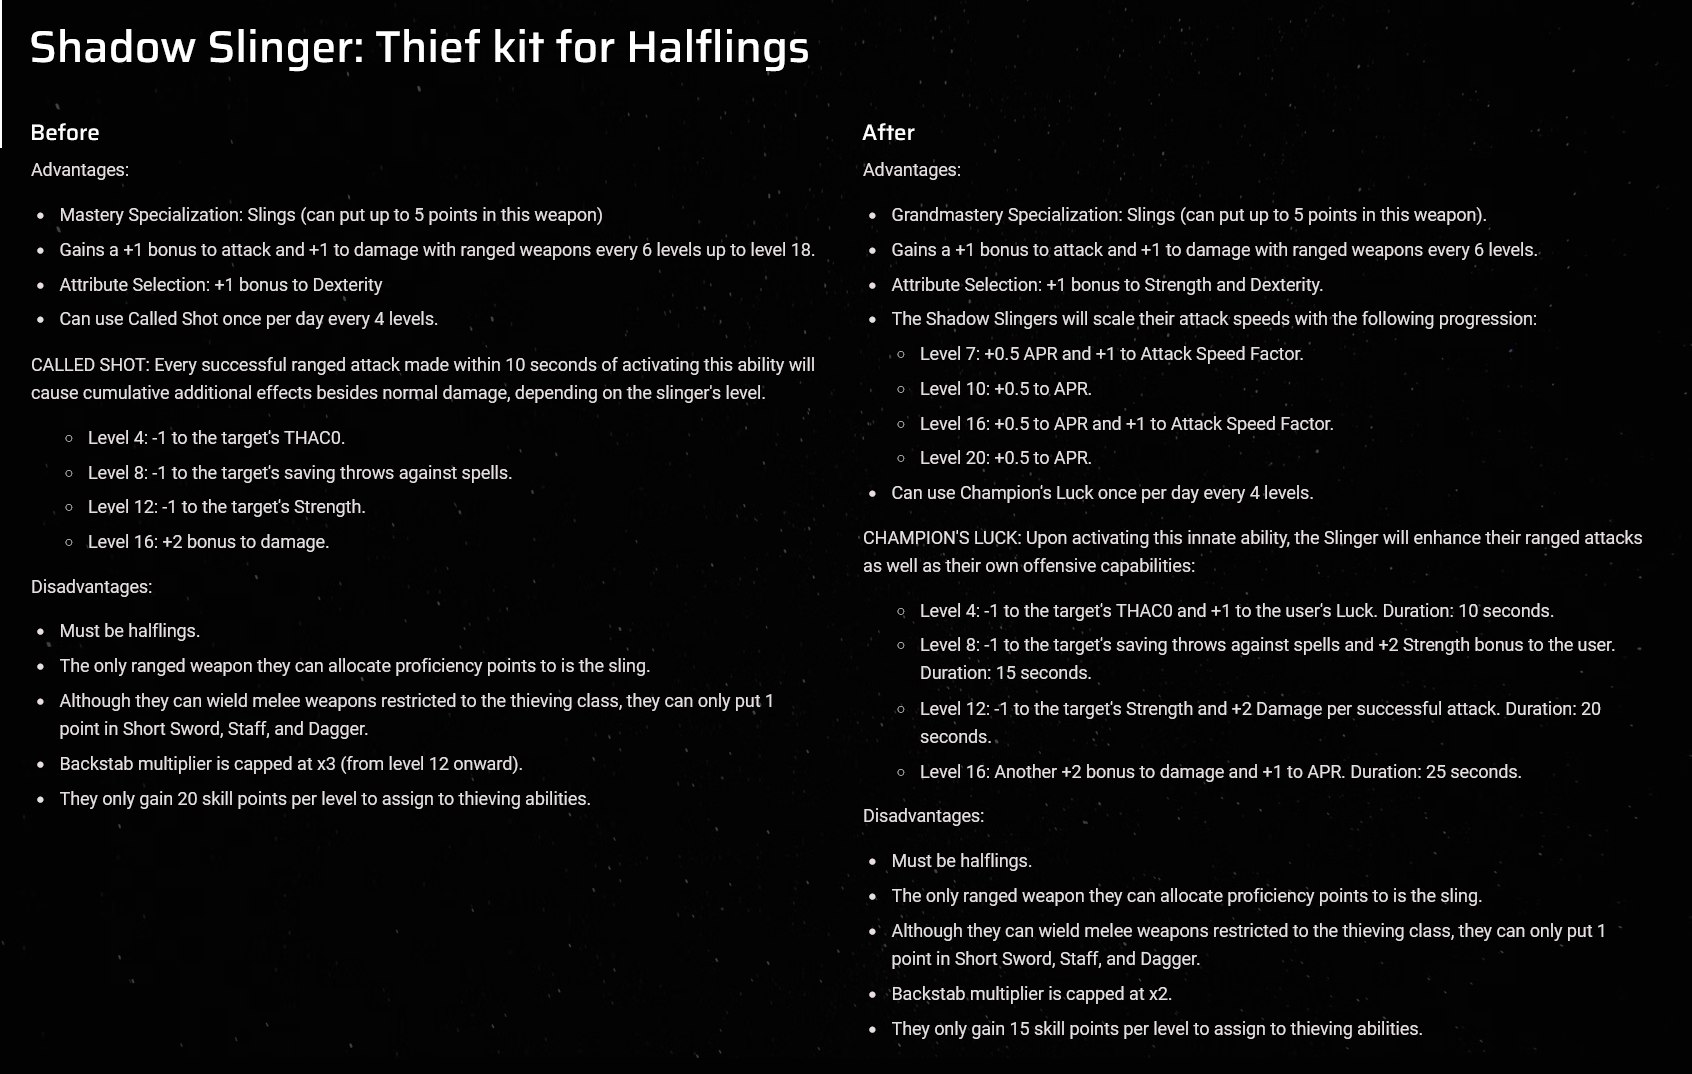 Shadow Slinger: Thief kit for Halflings
Before
Advantages:
• Mastery Specialization: Slings (can put up to 5 points in this weapon)
• Gains a +1 bonus to attack and +1 to damage with ranged weapons every 6 levels up to level 18.
• Attribute Selection: +1 bonus to Dexterity
• Can use Called Shot once per day every 4 levels.
CALLED SHOT: Every successful ranged attack made within 10 seconds of activating this ability will
cause cumulative additional effects besides normal damage, depending on the slinger's level.
○ Level 4: -1 to the target's THAC0.
○ Level 8: -1 to the target's saving throws against spells.
○ Level 12: -1 to the target's Strength.
○ Level 16: +2 bonus to damage.
Disadvantages:
• Must be halflings.
• The only ranged weapon they can allocate proficiency points to is the sling.
• Although they can wield melee weapons restricted to the thieving class, they can only put 1
point in Short Sword, Staff, and Dagger.
• Backstab multiplier is capped at x3 (from level 12 onward).
• They only gain 20 skill points per level to assign to thieving abilities.
After
Advantages:
• Grandmastery Specialization: Slings (can put up to 5 points in this weapon).
• Gains a +1 bonus to attack and +1 to damage with ranged weapons every 6 levels.
• Attribute Selection: +1 bonus to Strength and Dexterity.
• The Shadow Slingers will scale their attack speeds with the following progression:
○ Level 7: +0.5 APR and +1 to Attack Speed Factor.
○ Level 10: +0.5 to APR.
○ Level 16: +0.5 to APR and +1 to Attack Speed Factor.
○ Level 20: +0.5 to APR.
• Can use Champion's Luck once per day every 4 levels.
CHAMPION'S LUCK: Upon activating this innate ability, the Slinger will enhance their ranged attacks
as well as their own offensive capabilities:
○ Level 4: -1 to the target's THAC0 and +1 to the user's Luck. Duration: 10 seconds.
○ Level 8: -1 to the target's saving throws against spells and +2 Strength bonus to the user.
Duration: 15 seconds.
○ Level 12: -1 to the target's Strength and +2 Damage per successful attack. Duration: 20
seconds.
○ Level 16: Another +2 bonus to damage and +1 to APR. Duration: 25 seconds.
Disadvantages:
• Must be halflings.
• The only ranged weapon they can allocate proficiency points to is the sling.
• Although they can wield melee weapons restricted to the thieving class, they can only put 1
point in Short Sword, Staff, and Dagger.
• Backstab multiplier is capped at x2.
• They only gain 15 skill points per level to assign to thieving abilities.